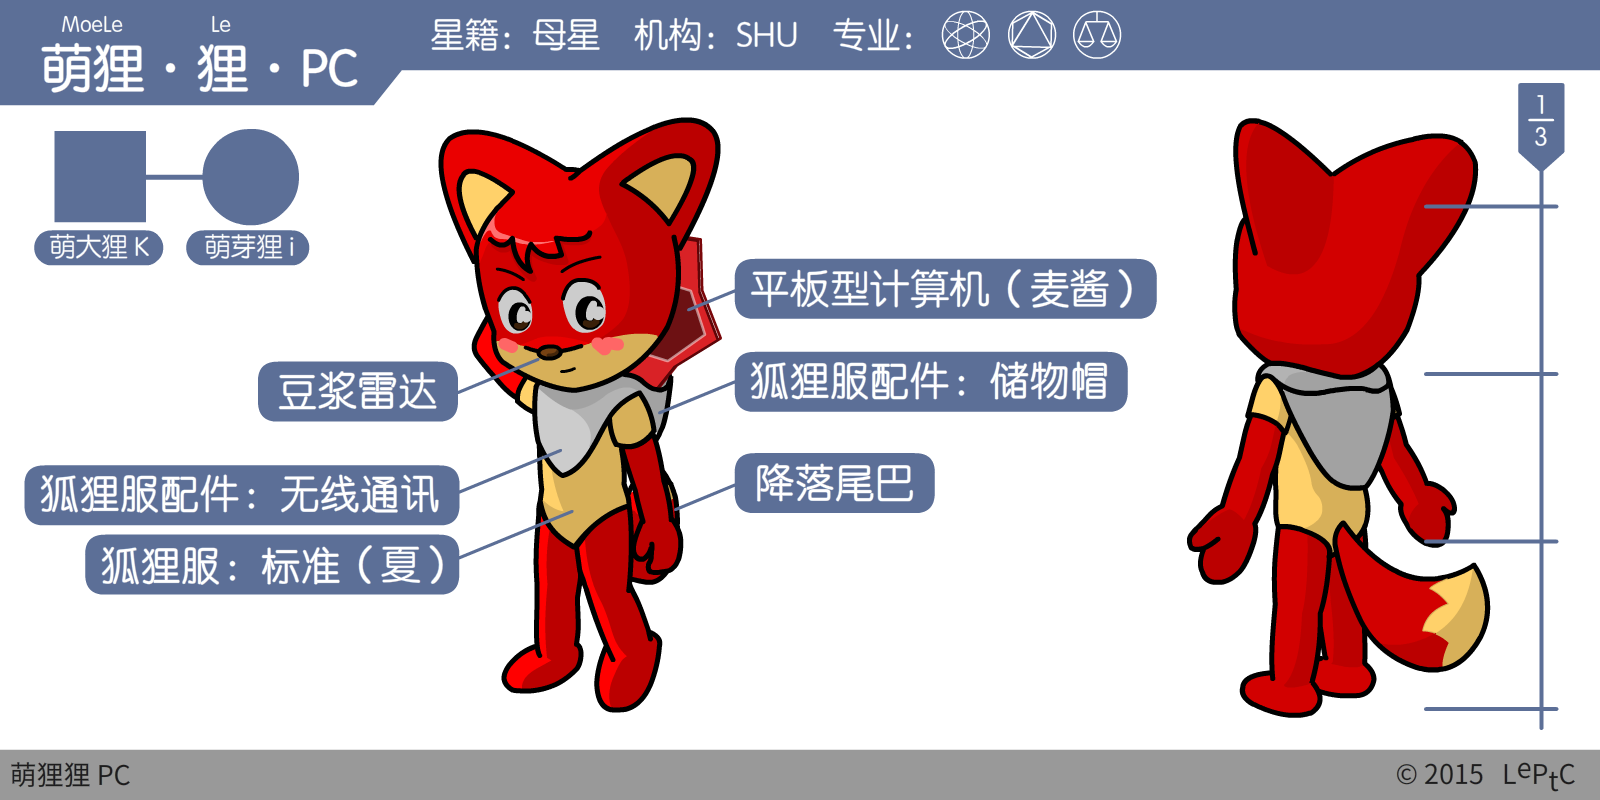 MoeLe Le
萌狸·狸·PC
星籍：母星 机构：SHU 专业：
1
3
萌大狸 K
萌芽狸 i
平板型计算机（麦酱）
豆浆雷达
狐狸服配件：储物帽
狐狸服配件：无线通讯
降落尾巴
狐狸服：标准（夏）
萌狸狸 PC
© 2015 LePtC